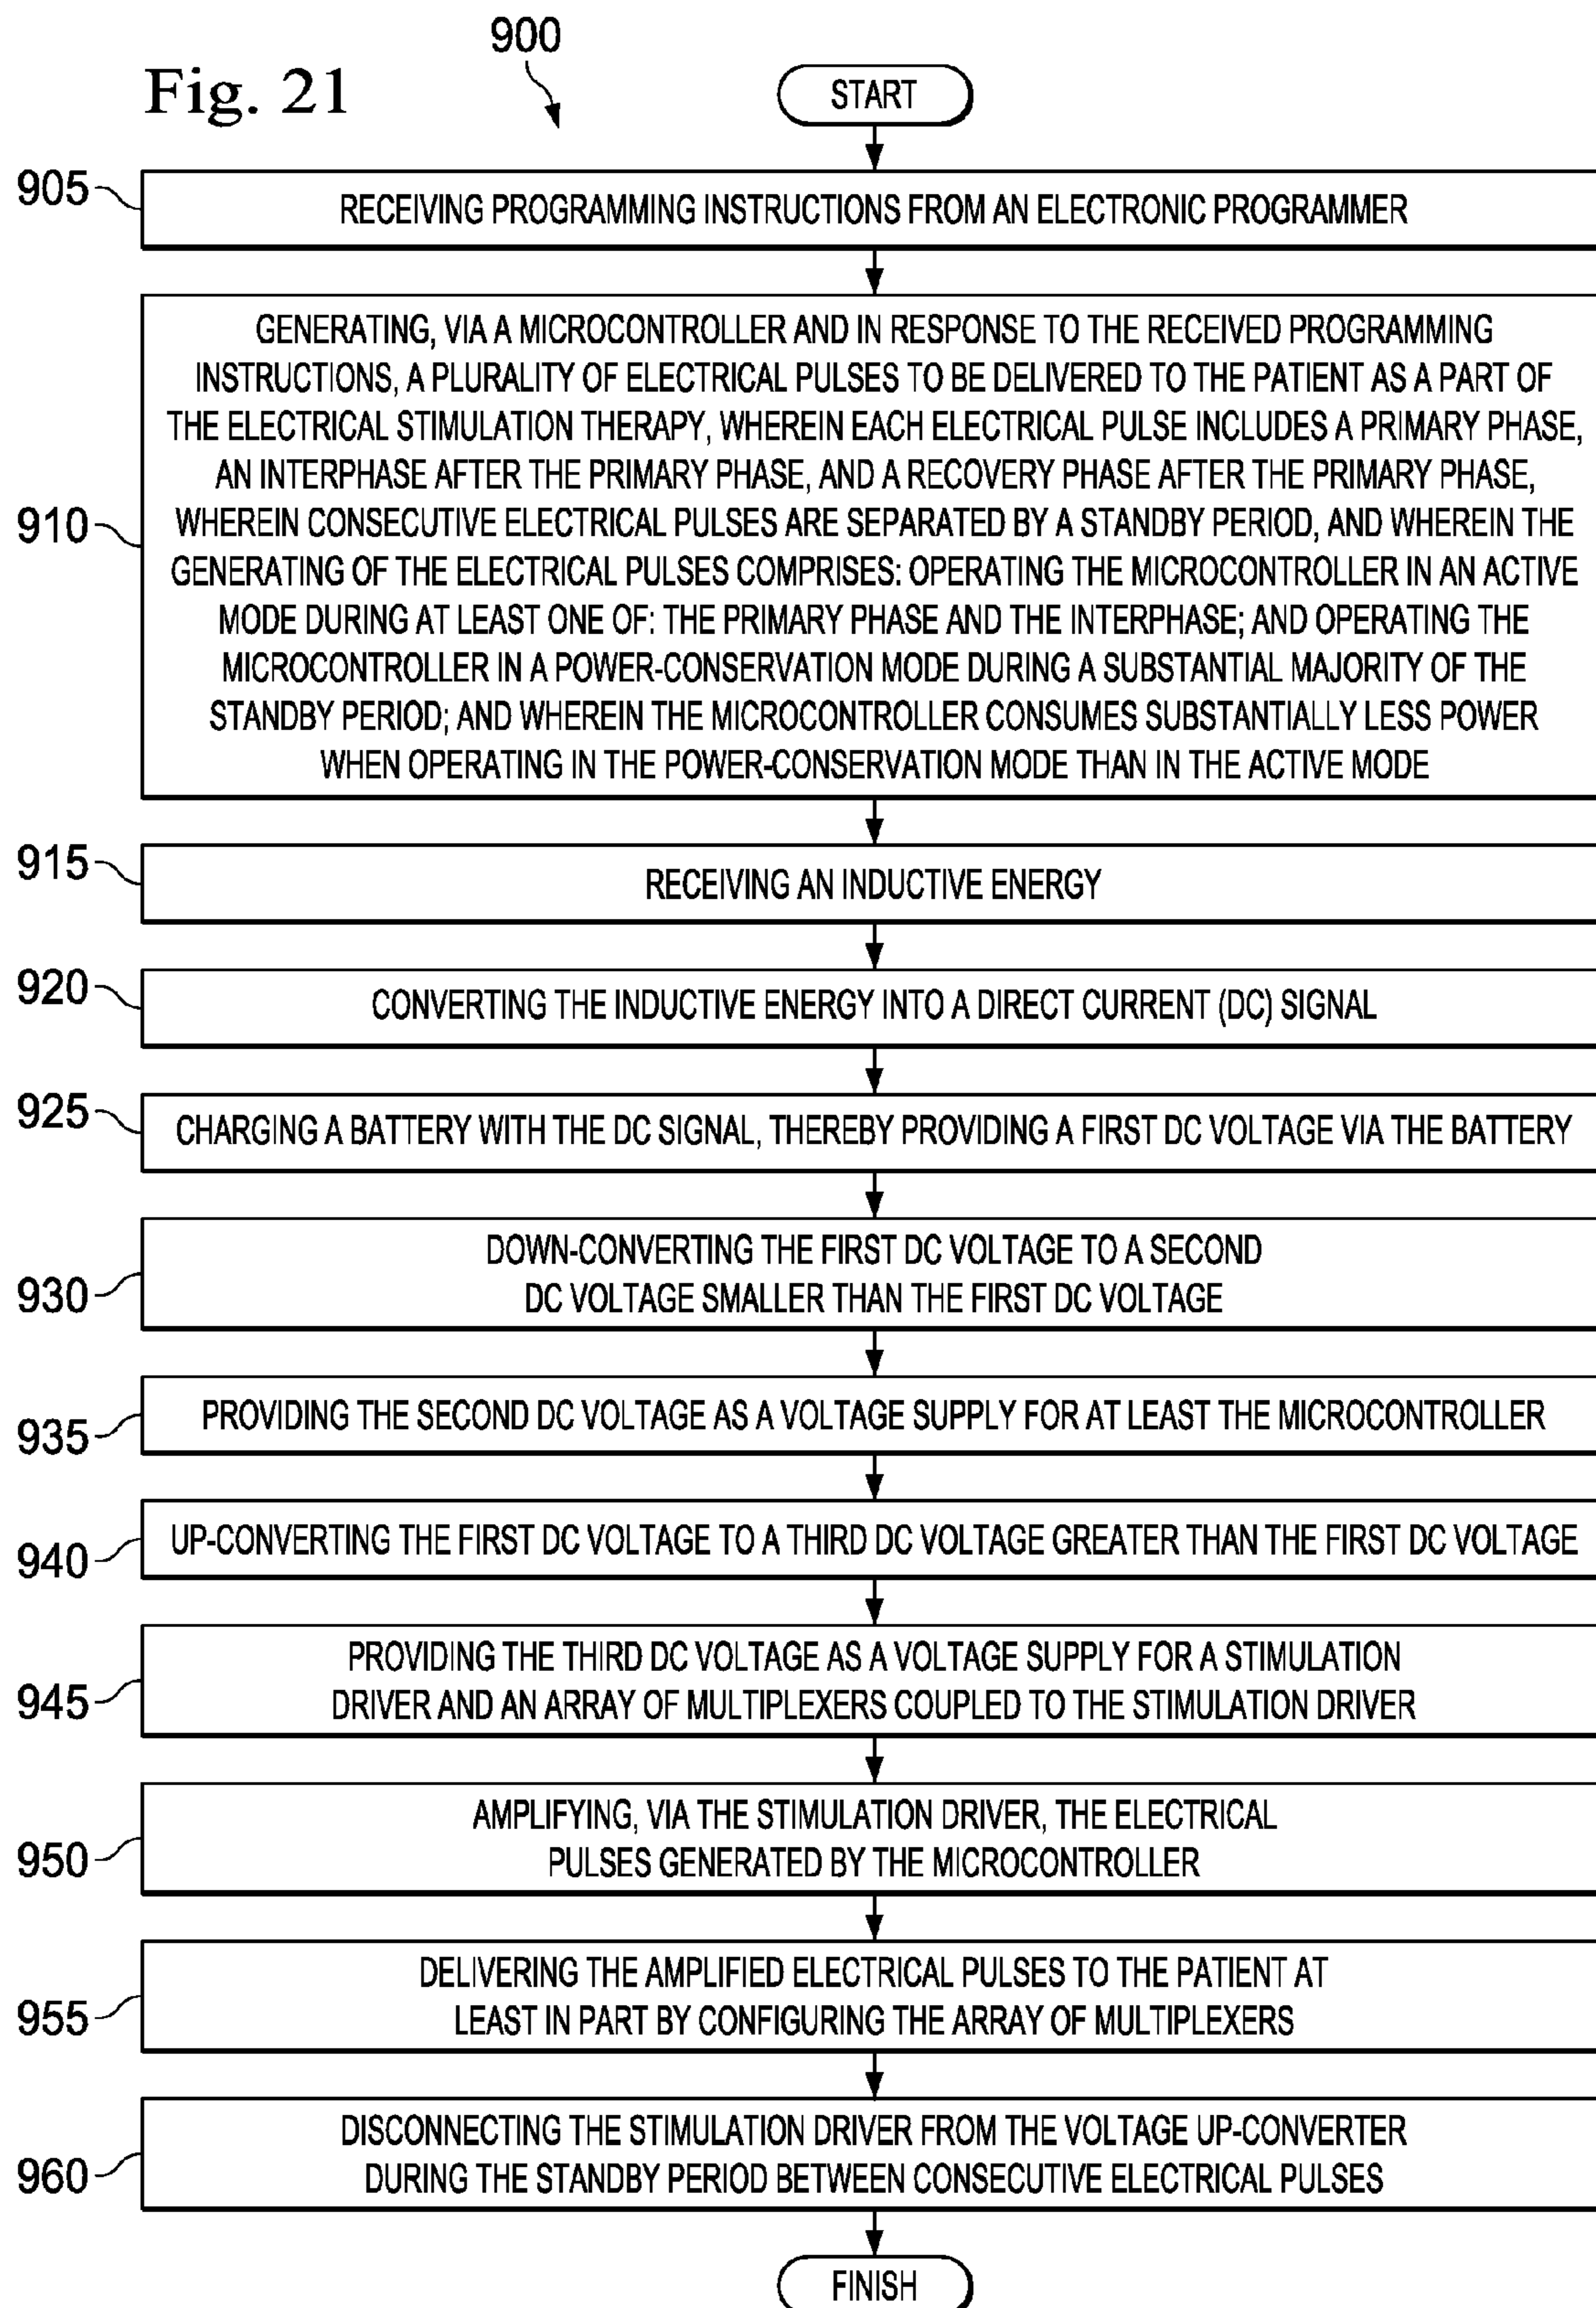 900
Fig. 21
START
905
RECEIVING PROGRAMMING INSTRUCTIONS FROM AN ELECTRONIC PROGRAMMER
910
GENERATING, VIA A MICROCONTROLLER AND IN RESPONSE TO THE RECEIVED PROGRAMMING
INSTRUCTIONS, A PLURALITY OF ELECTRICAL PULSES TO BE DELIVERED TO THE PATIENT AS A PART OF
THE ELECTRICAL STIMULATION THERAPY, WHEREIN EACH ELECTRICAL PULSE INCLUDES A PRIMARY PHASE,
AN INTERPHASE AFTER THE PRIMARY PHASE, AND A RECOVERY PHASE AFTER THE PRIMARY PHASE,
WHEREIN CONSECUTIVE ELECTRICAL PULSES ARE SEPARATED BY A STANDBY PERIOD, AND WHEREIN THE
GENERATING OF THE ELECTRICAL PULSES COMPRISES: OPERATING THE MICROCONTROLLER IN AN ACTIVE
MODE DURING AT LEAST ONE OF: THE PRIMARY PHASE AND THE INTERPHASE; AND OPERATING THE
MICROCONTROLLER IN A POWER-CONSERVATION MODE DURING A SUBSTANTIAL MAJORITY OF THE
STANDBY PERIOD; AND WHEREIN THE MICROCONTROLLER CONSUMES SUBSTANTIALLY LESS POWER
WHEN OPERATING IN THE POWER-CONSERVATION MODE THAN IN THE ACTIVE MODE
915
RECEIVING AN INDUCTIVE ENERGY
920
CONVERTING THE INDUCTIVE ENERGY INTO A DIRECT CURRENT (DC) SIGNAL
925
CHARGING A BATTERY WITH THE DC SIGNAL, THEREBY PROVIDING A FIRST DC VOLTAGE VIA THE BATTERY
930
DOWN-CONVERTING THE FIRST DC VOLTAGE TO A SECOND
DC VOLTAGE SMALLER THAN THE FIRST DC VOLTAGE
935
PROVIDING THE SECOND DC VOLTAGE AS A VOLTAGE SUPPLY FOR AT LEAST THE MICROCONTROLLER
940
UP-CONVERTING THE FIRST DC VOLTAGE TO A THIRD DC VOLTAGE GREATER THAN THE FIRST DC VOLTAGE
945
PROVIDING THE THIRD DC VOLTAGE AS A VOLTAGE SUPPLY FOR A STIMULATION
DRIVER AND AN ARRAY OF MULTIPLEXERS COUPLED TO THE STIMULATION DRIVER
950
AMPLIFYING, VIA THE STIMULATION DRIVER, THE ELECTRICAL
PULSES GENERATED BY THE MICROCONTROLLER
955
DELIVERING THE AMPLIFIED ELECTRICAL PULSES TO THE PATIENT AT
LEAST IN PART BY CONFIGURING THE ARRAY OF MULTIPLEXERS
960
DISCONNECTING THE STIMULATION DRIVER FROM THE VOLTAGE UP-CONVERTER
DURING THE STANDBY PERIOD BETWEEN CONSECUTIVE ELECTRICAL PULSES
FINISH